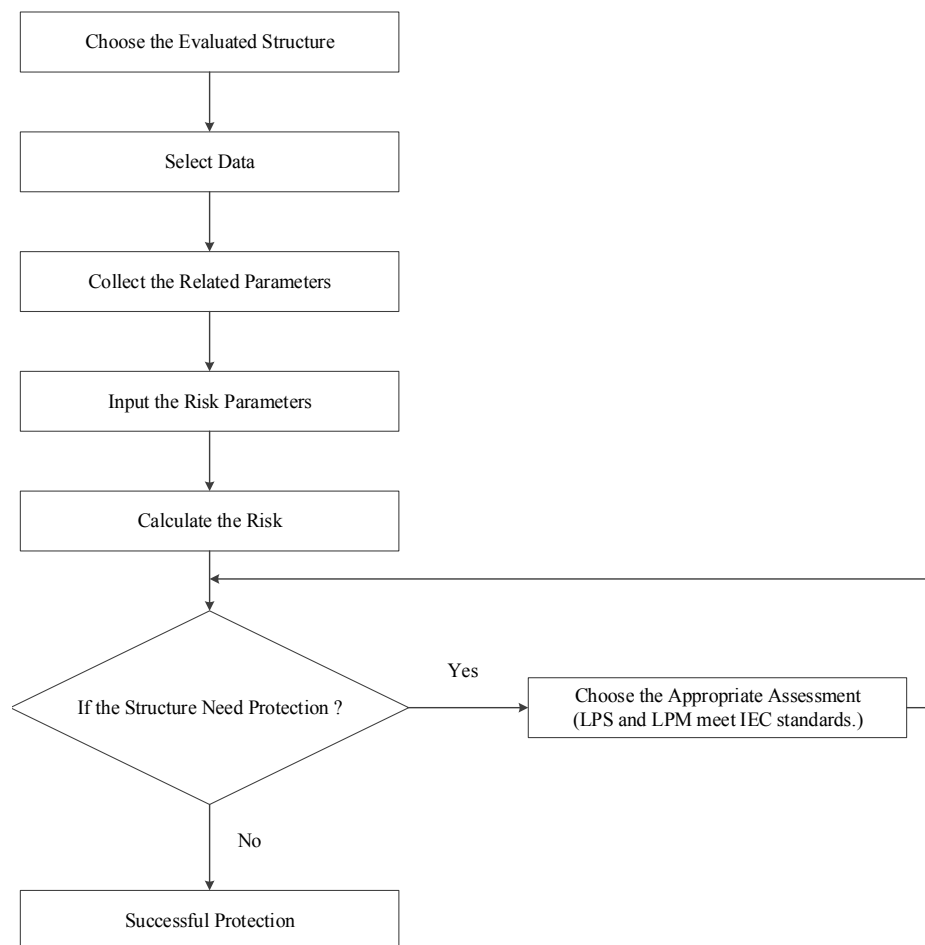 Choose the Evaluated Structure
Select Data
Collect the Related Parameters
Input the Risk Parameters
Calculate the Risk
If the Structure Need Protection ?
Yes
Choose the Appropriate Assessment
(LPS and LPM meet IEC standards.)
No
Successful Protection